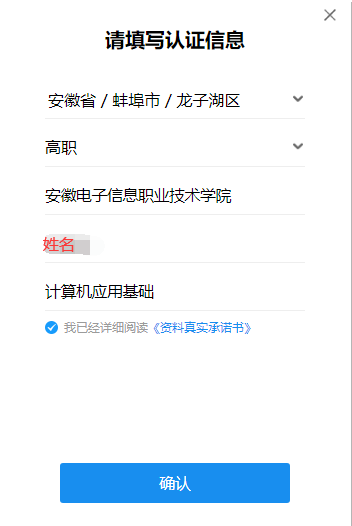 请填写认证信息
安徽省 / 蚌埠市 / 龙子湖区
高职
安徽电子信息职业技术学院
姓名
计算机应用基础
我已经详细阅读《资料真实承诺书》
确认